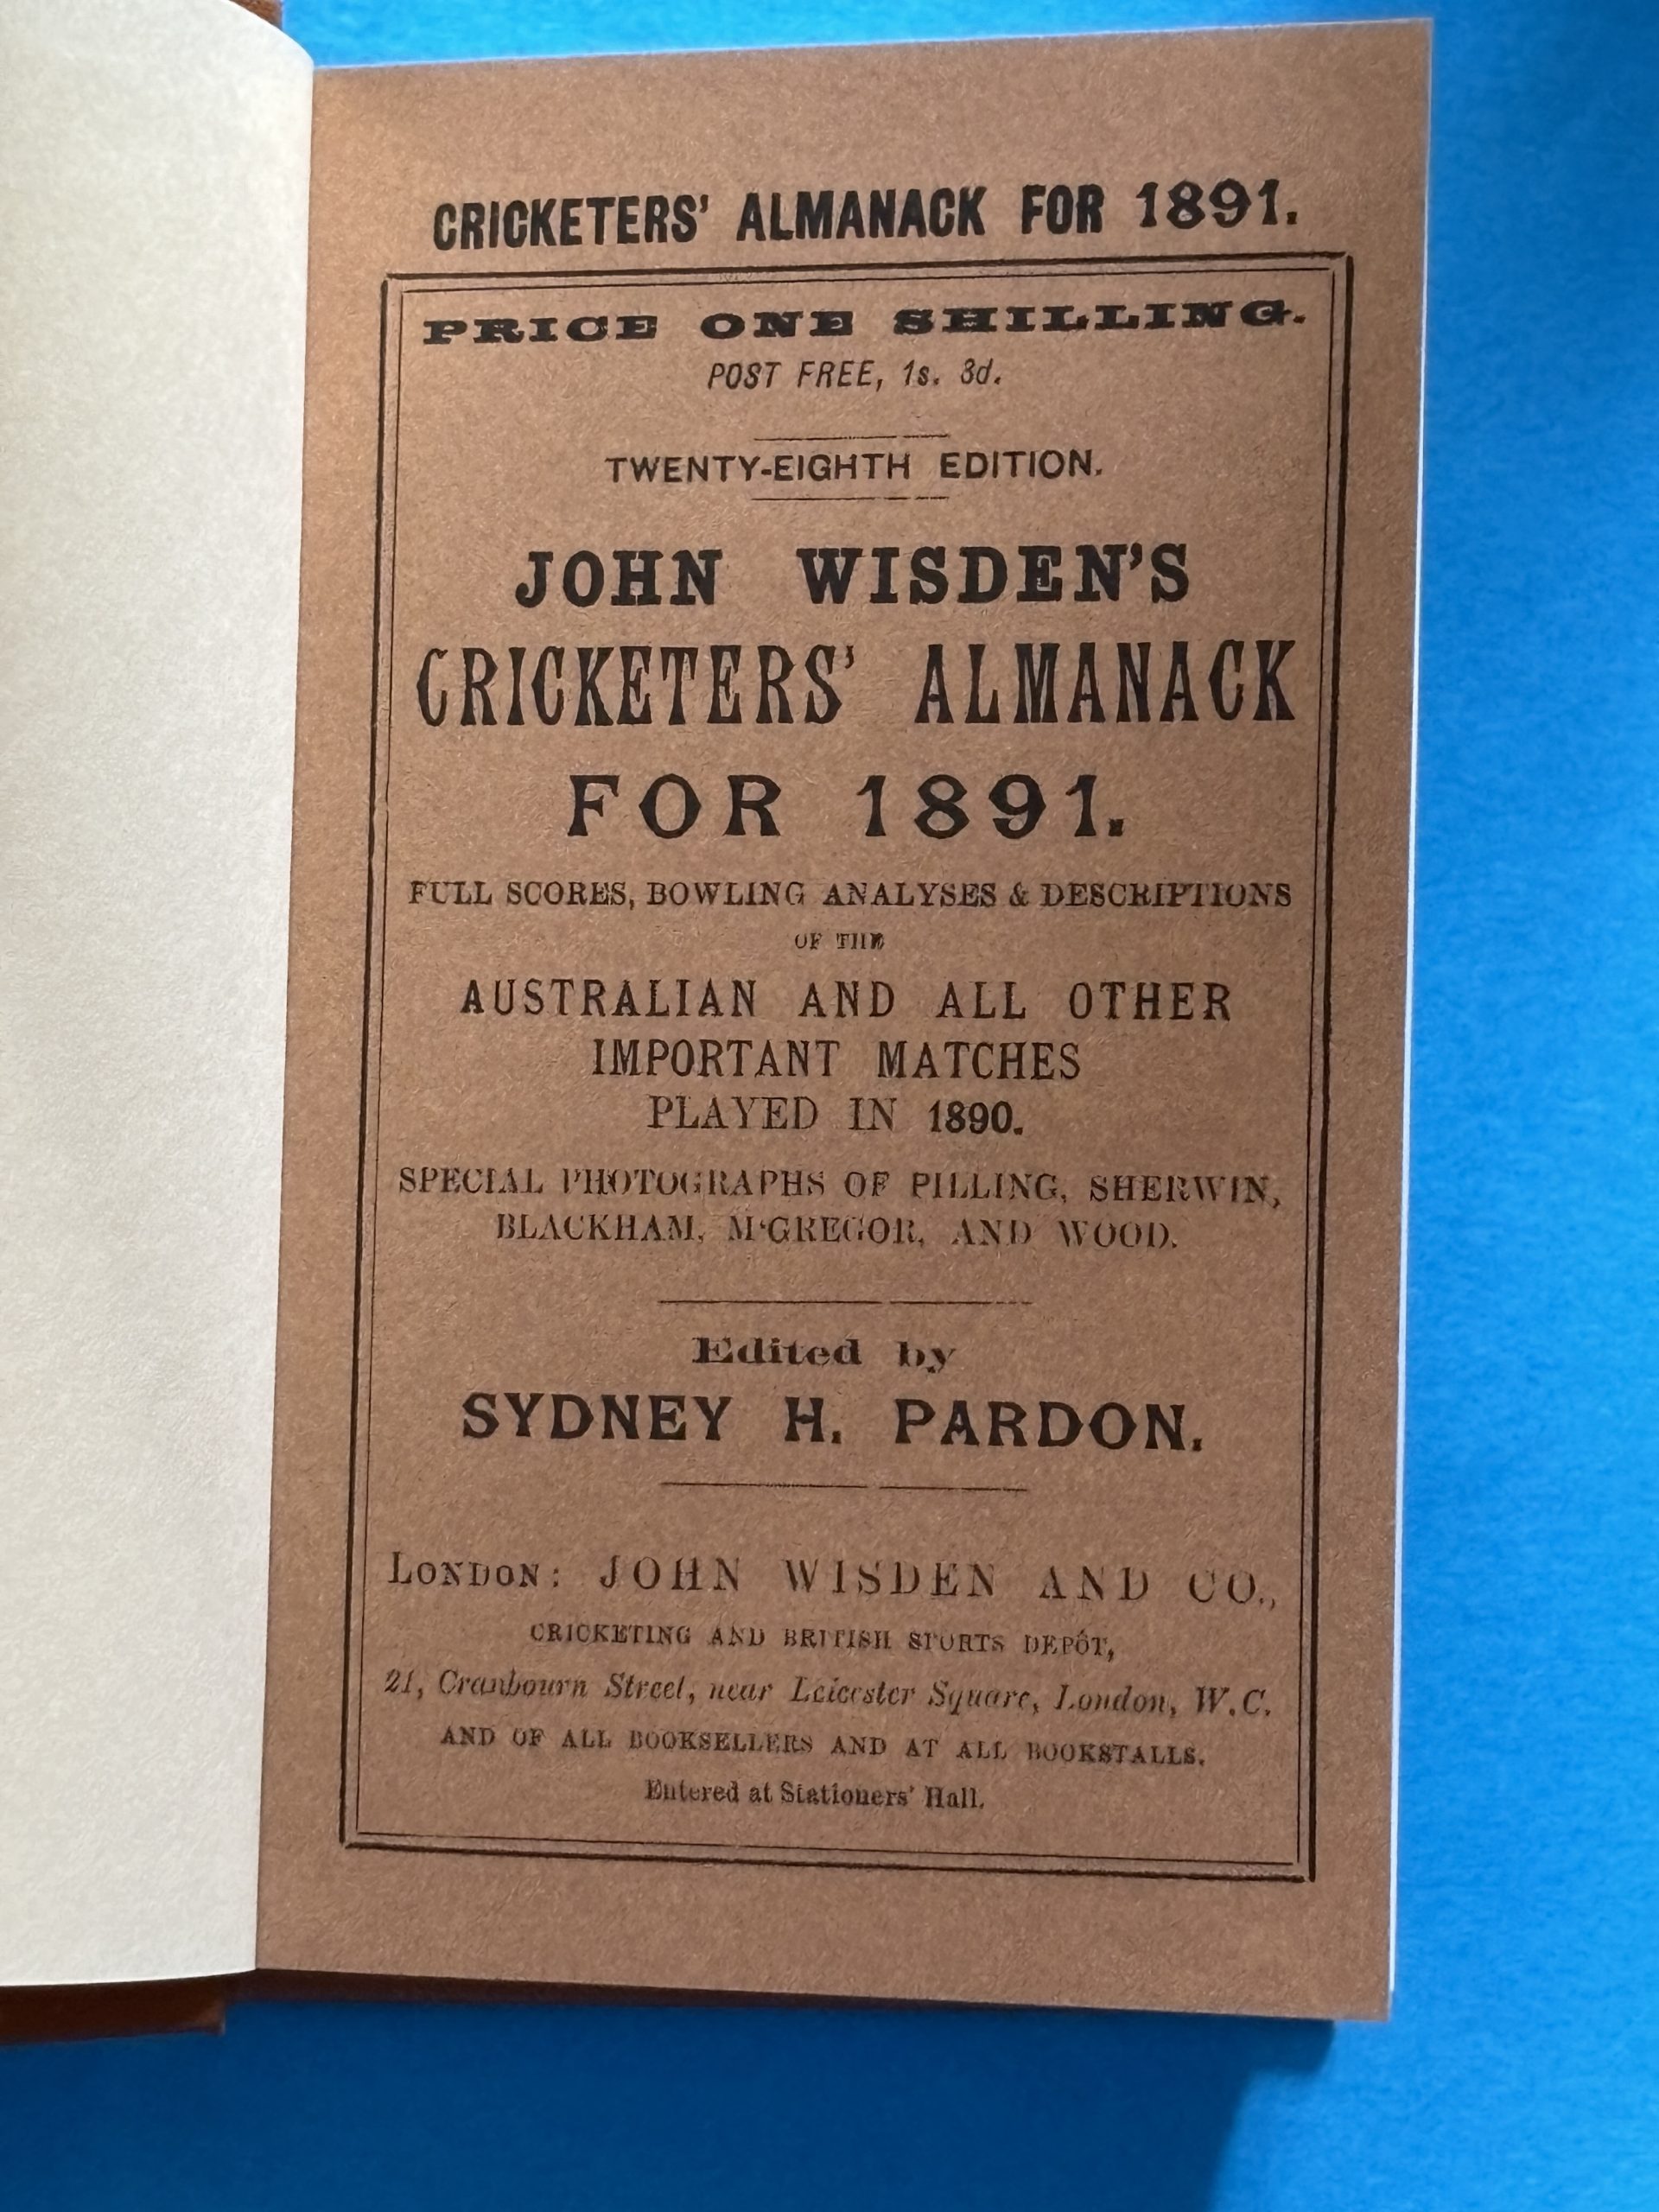 CRICKETERS' ALMANACK FOR 1891.
PRICE ONE SHILLING.
POST FREE, 1s. 3d.
TWENTY-EIGHTH EDITION.
JOHN WISDEN'S
CRICKETERS' ALMANACK
FOR 1891.
FULL SCORES, BOWLING ANALYSES & DESCRIPTIONS
OF THE
AUSTRALIAN AND ALL OTHER
IMPORTANT MATCHES
PLAYED IN 1890.
SPECIAL PHOTOGRAPHS OF PILLING, SHERWIN,
BLACKHAM, M'GREGOR, AND WOOD.
Edited by
SYDNEY H. PARDON.
LONDON: JOHN WISDEN AND CO.,
CRICKETING AND BRITISH SPORTS DEPÔT,
21, Cranbourn Street, near Leicester Square, London, W.C.
AND OF ALL BOOKSELLERS AND AT ALL BOOKSTALLS.
Entered at Stationers' Hall.